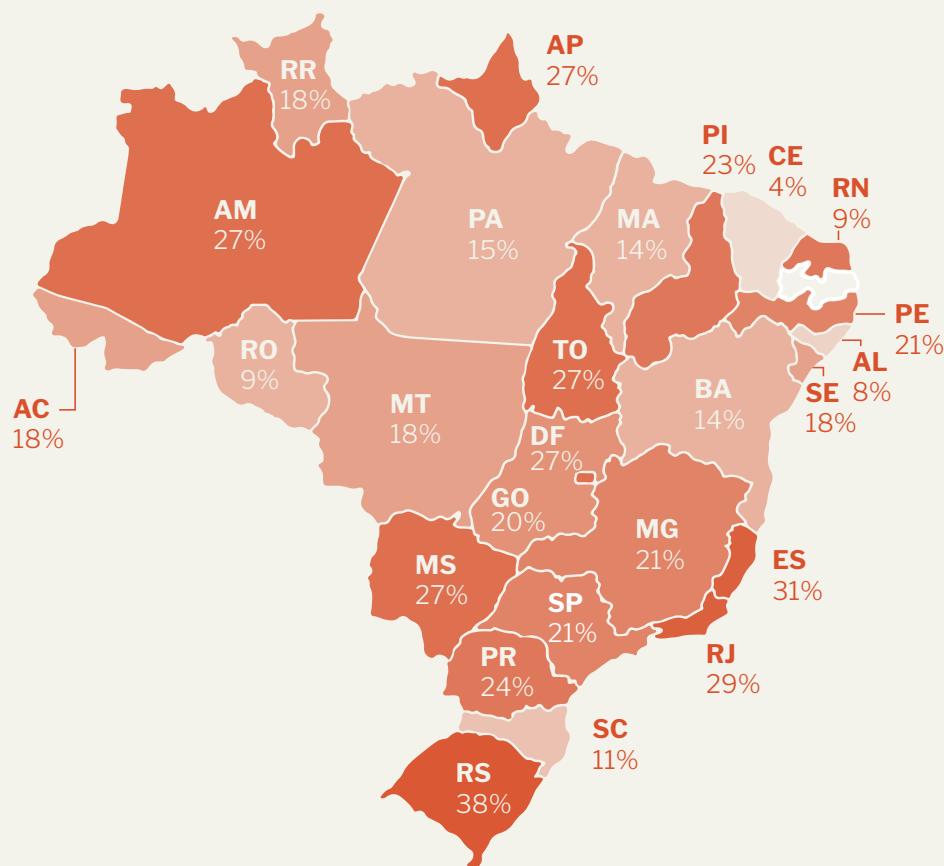 AP
27%
RR
18%
PI
23%
CE
4%
RN
9%
AM
27%
PA
15%
MA
14%
PE
21%
RO
9%
TO
27%
AL
8%
SE
18%
AC
18%
MT
18%
BA
14%
DF
27%
GO
20%
MG
21%
MS
27%
ES
31%
SP
21%
RJ
29%
PR
24%
SC
11%
RS
38%